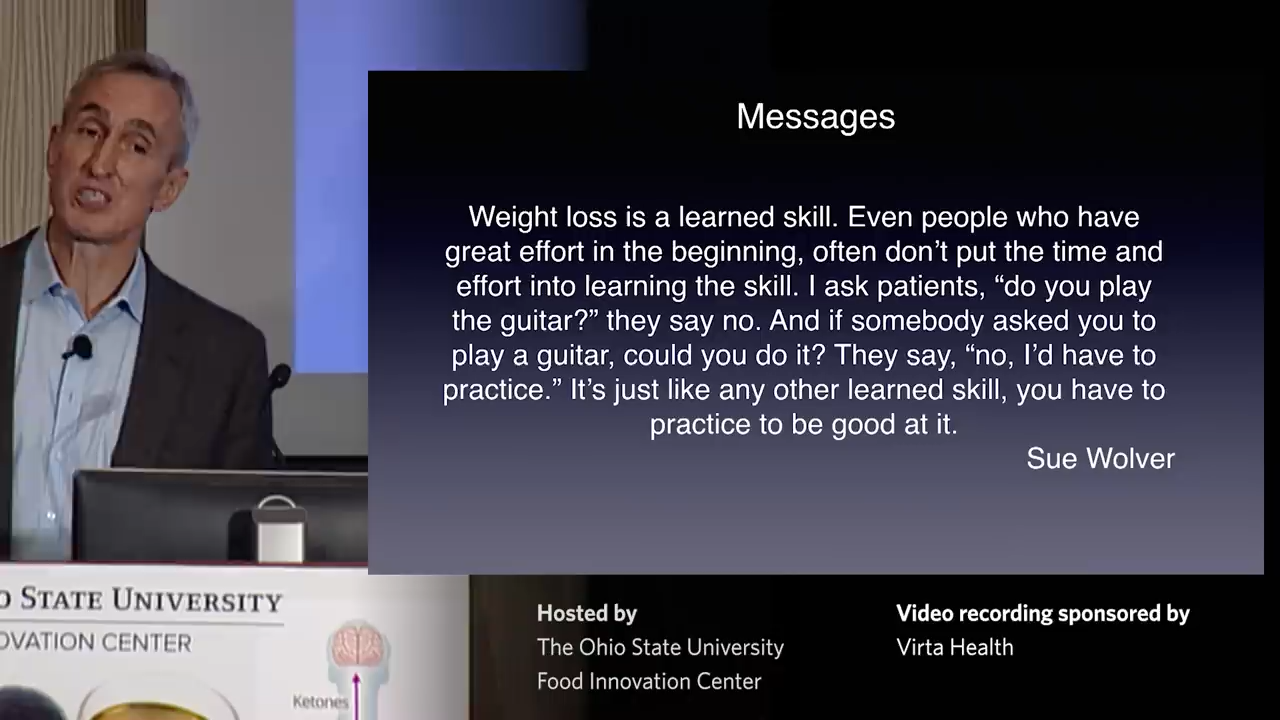 Messages
Weight loss is a learned skill. Even people who have
great effort in the beginning, often don’t put the time and
effort into learning the skill. I ask patients, “do you play
the guitar?” they say no. And if somebody asked you to
play a guitar, could you do it? They say, “no, I’d have to
practice.” It’s just like any other learned skill, you have to
practice to be good at it.
Sue Wolver
O STATE UNIVERSITY
OVATION CENTER
Ketones
Hosted by
The Ohio State University
Food Innovation Center
Video recording sponsored by
Virta Health